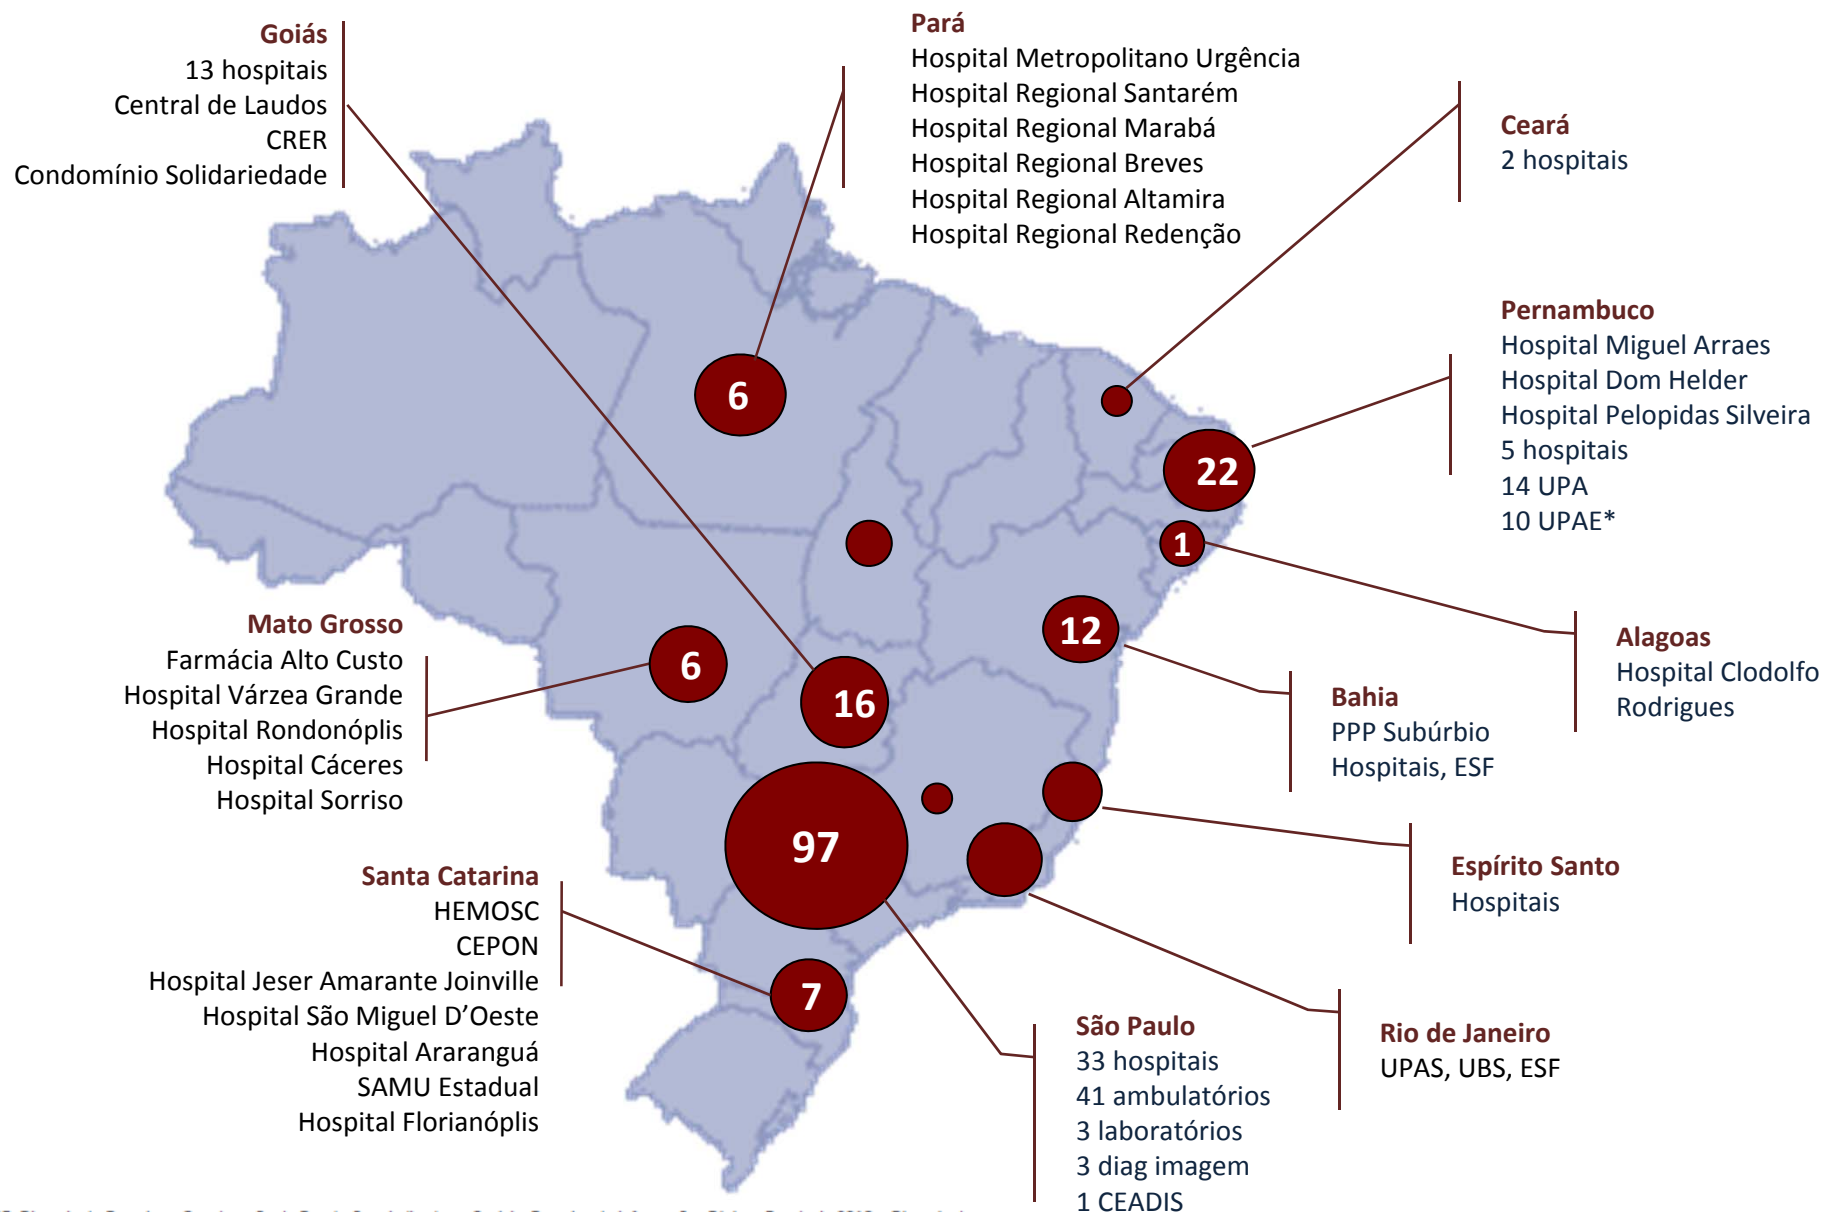 Goiás
13 hospitais
Central de Laudos
CRER
Condomínio Solidariedade
Pará
Hospital Metropolitano Urgência
Hospital Regional Santarém
Hospital Regional Marabá
Hospital Regional Breves
Hospital Regional Altamira
Hospital Regional Redenção
Ceará
2 hospitais
Pernambuco
Hospital Miguel Arraes
Hospital Dom Helder
Hospital Pelopidas Silveira
5 hospitais
14 UPA
10 UPAE*
6
22
1
12
6
16
97
7
Mato Grosso
Farmácia Alto Custo
Hospital Várzea Grande
Hospital Rondonóplis
Hospital Cáceres
Hospital Sorriso
Alagoas
Hospital Clodolfo
Rodrigues
Bahia
PPP Subúrbio
Hospitais, ESF
Espírito Santo
Hospitais
Santa Catarina
HEMOSC
CEPON
Hospital Jeser Amarante Joinville
Hospital São Miguel D’Oeste
Hospital Araranguá
SAMU Estadual
Hospital Florianóplis
São Paulo
33 hospitais
41 ambulatórios
3 laboratórios
3 diag imagem
1 CEADIS
Rio de Janeiro
UPAS, UBS, ESF